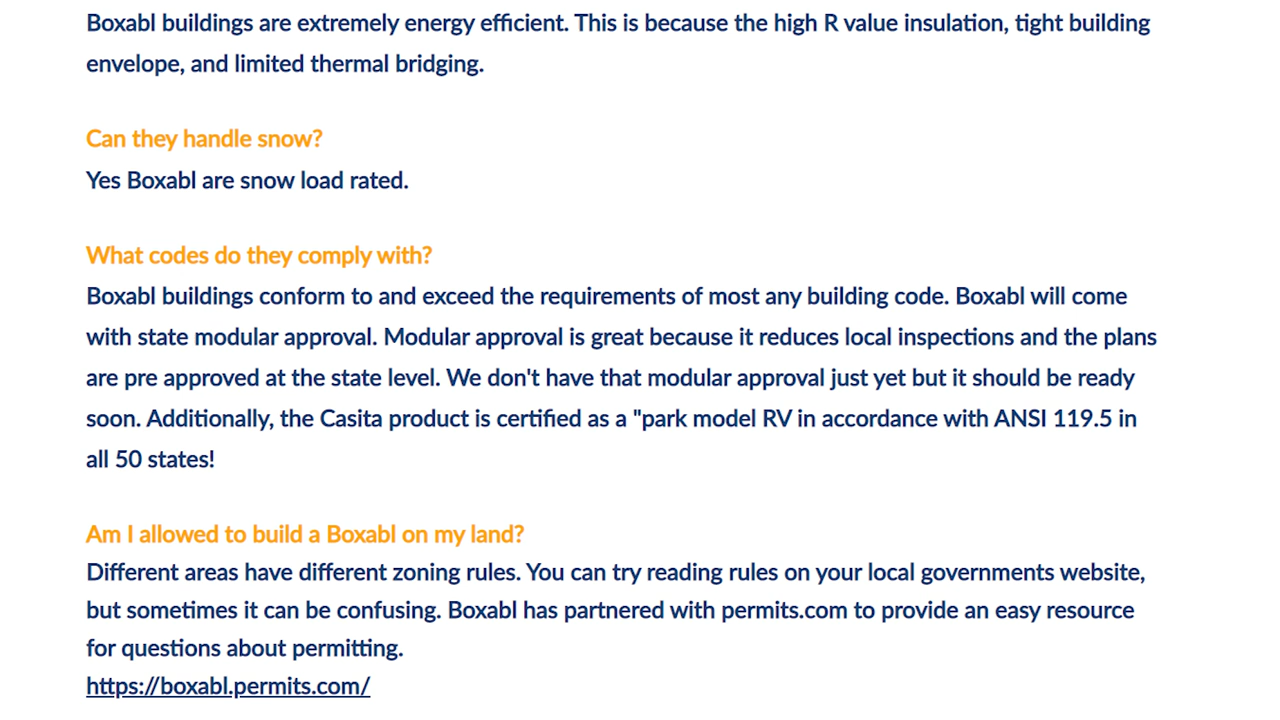 Boxabl buildings are extremely energy efficient. This is because the high R value insulation, tight building
envelope, and limited thermal bridging.
Can they handle snow?
Yes Boxabl are snow load rated.
What codes do they comply with?
Boxabl buildings conform to and exceed the requirements of most any building code. Boxabl will come
with state modular approval. Modular approval is great because it reduces local inspections and the plans
are pre approved at the state level. We don't have that modular approval just yet but it should be ready
soon. Additionally, the Casita product is certified as a "park model RV in accordance with ANSI 119.5 in
all 50 states!
Am I allowed to build a Boxabl on my land?
Different areas have different zoning rules. You can try reading rules on your local governments website,
but sometimes it can be confusing. Boxabl has partnered with permits.com to provide an easy resource
for questions about permitting.
https://boxabl.permits.com/